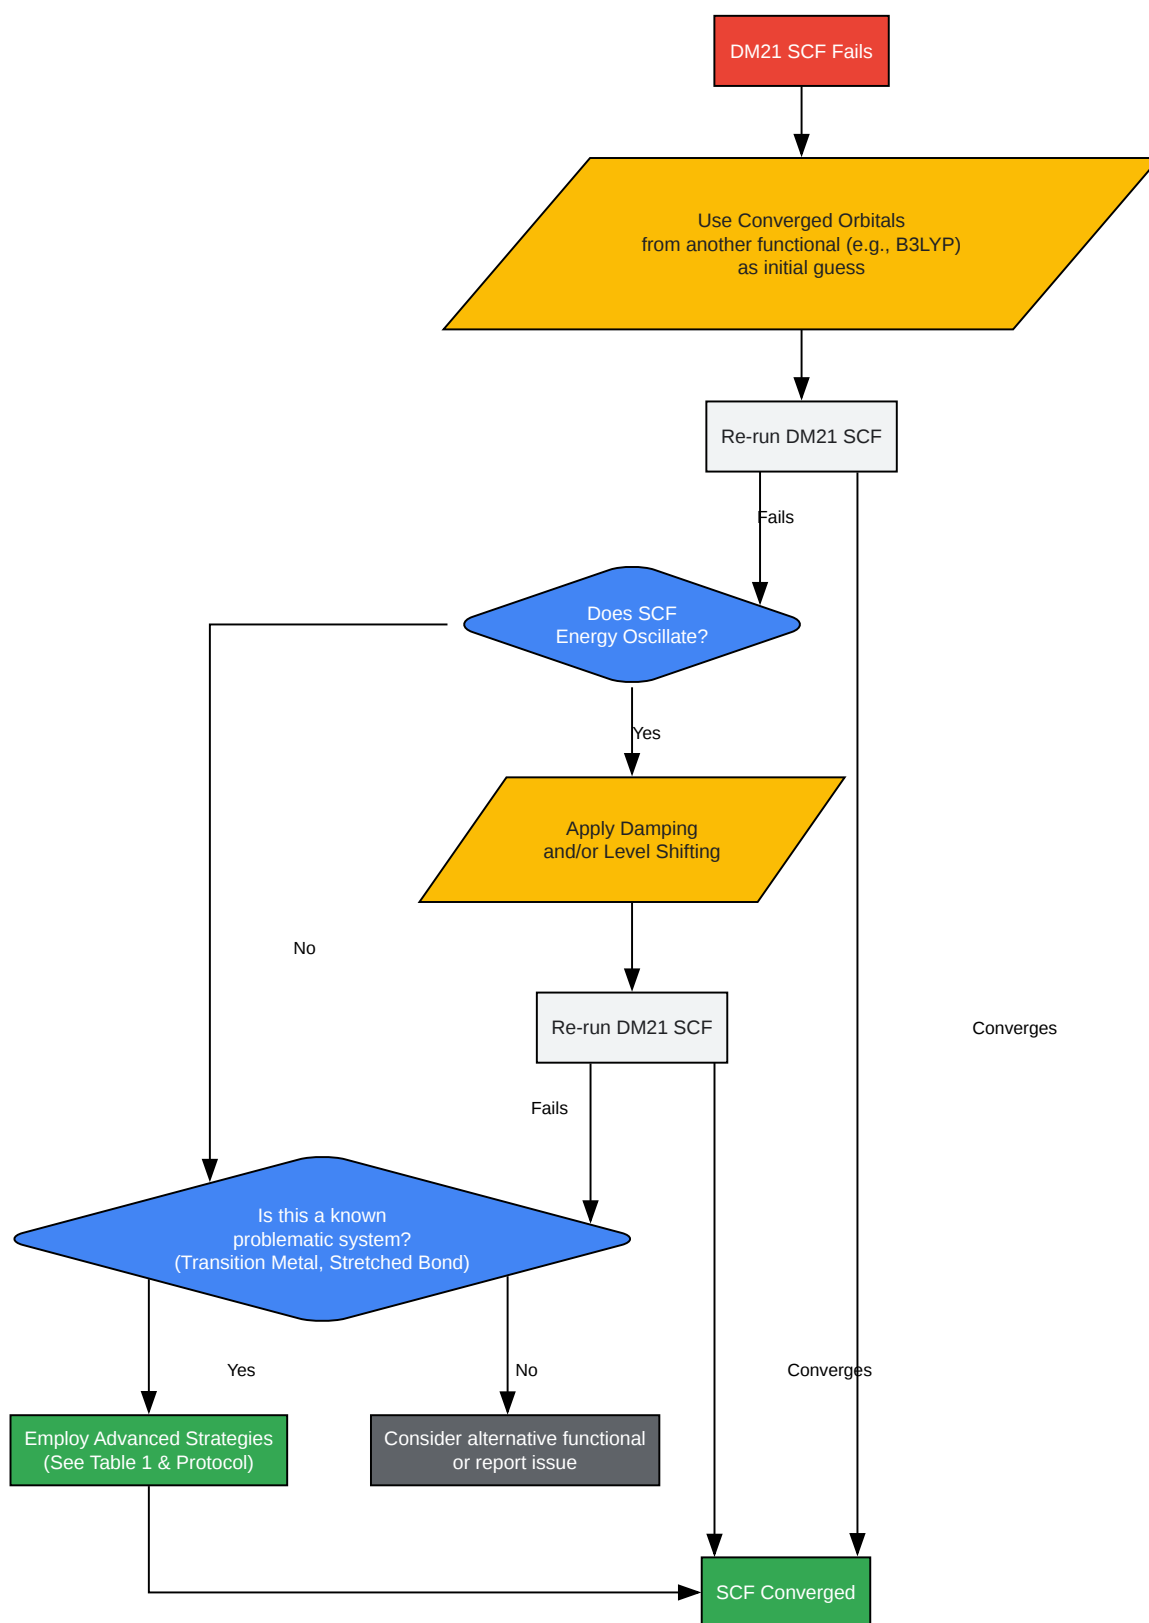 DM21 SCF Fails
Use Converged Orbitals
from another functional (e.g., B3LYP)
as initial guess
Re-run DM21 SCF
Fails
Does SCF
Energy Oscillate?
Yes
Apply Damping
and/or Level Shifting
No
Re-run DM21 SCF
Converges
Fails
Is this a known
problematic system?
(Transition Metal, Stretched Bond)
Yes
No
Converges
Employ Advanced Strategies
(See Table 1 & Protocol)
Consider alternative functional
or report issue
SCF Converged